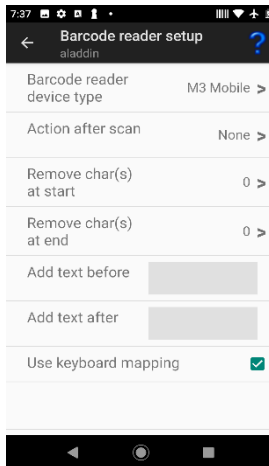 7:37
Barcode reader setup
aladdin
?
Barcode reader
device type
M3 Mobile >
Action after scan
None >
Remove char(s)
at start
0 >
Remove char(s)
at end
0 >
Add text before
Add text after
Use keyboard mapping